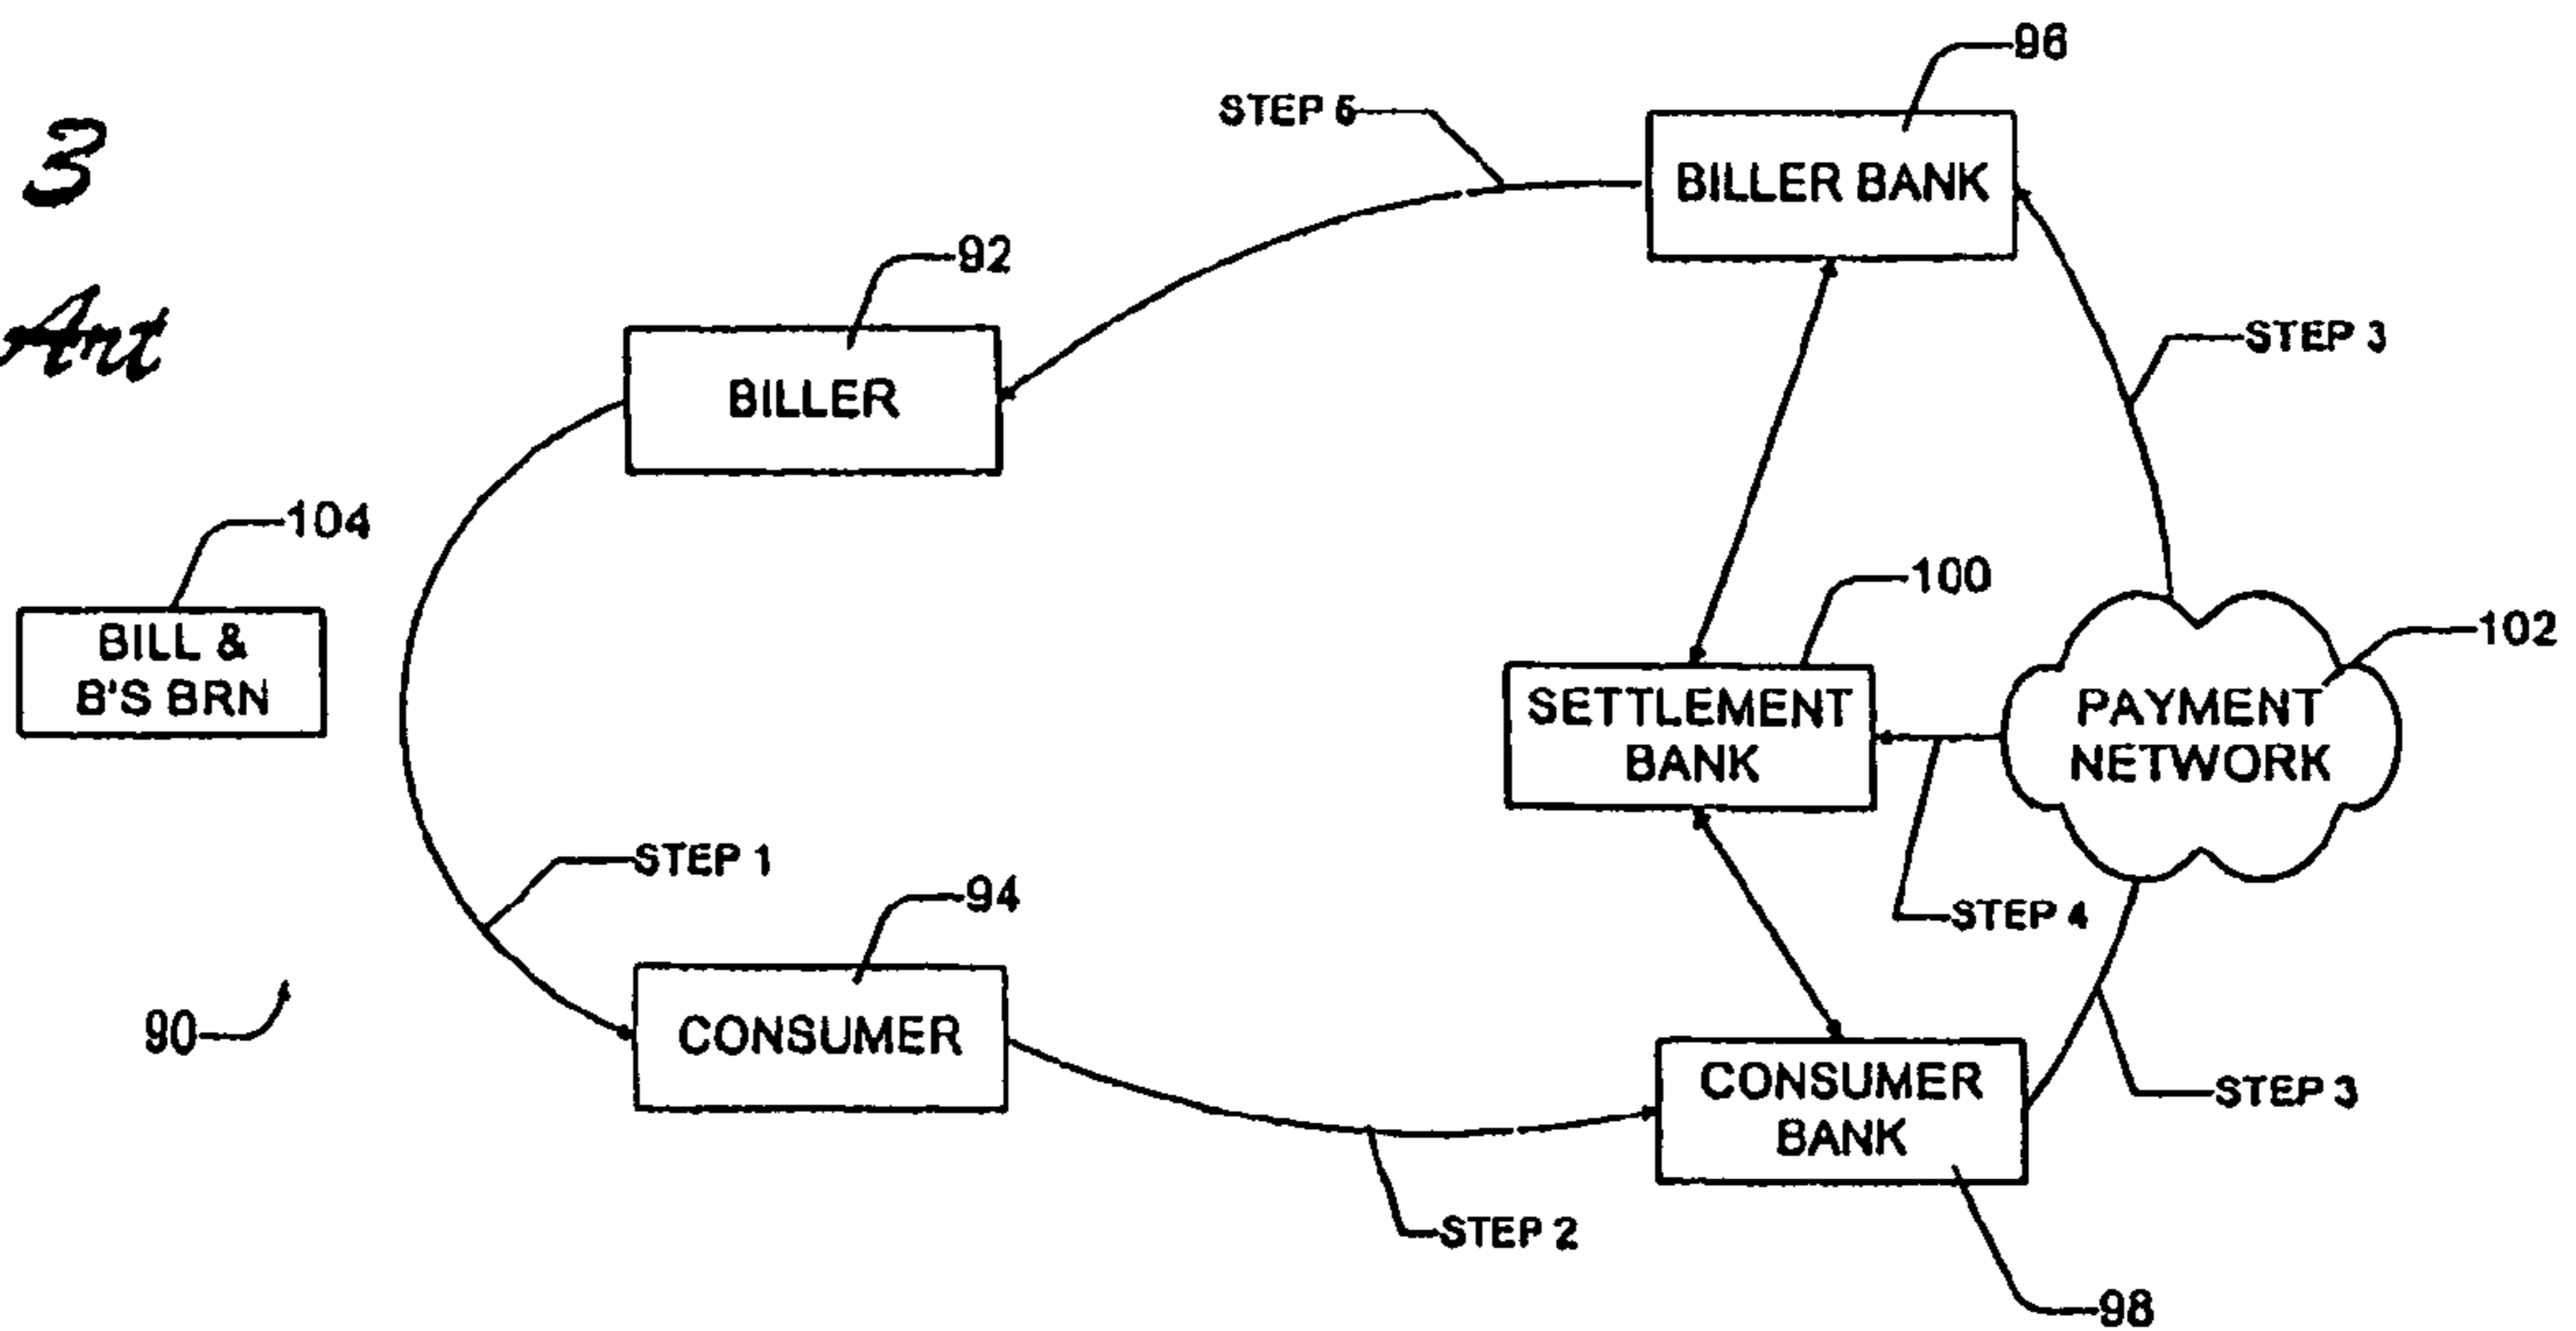 3
Art
96
STEP 5
BILLER BANK
92
STEP 3
BILLER
104
100
BILL &
B'S BRN
102
SETTLEMENT
BANK
PAYMENT
NETWORK
STEP 1
94
STEP 4
90
CONSUMER
CONSUMER
BANK
STEP 3
STEP 2
98